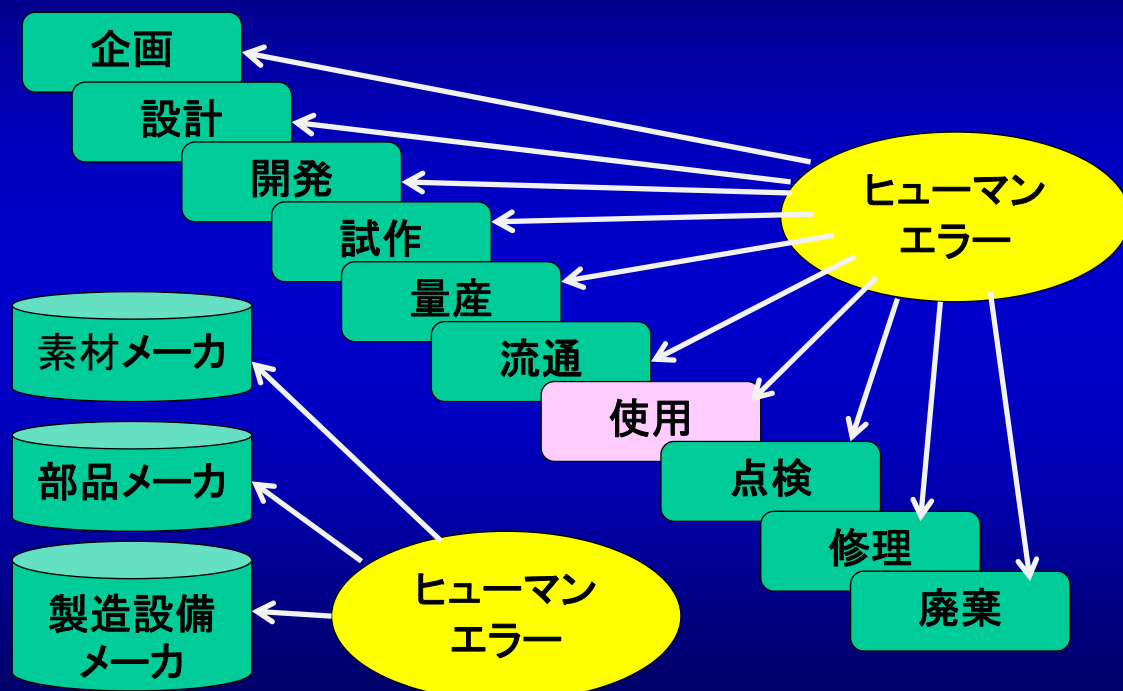 企画
設計
開発
試作
量産
流通
使用
点検
修理
廃棄
ヒューマン
エラー
素材メーカ
部品メーカ
製造設備
メーカ
ヒューマン
エラー